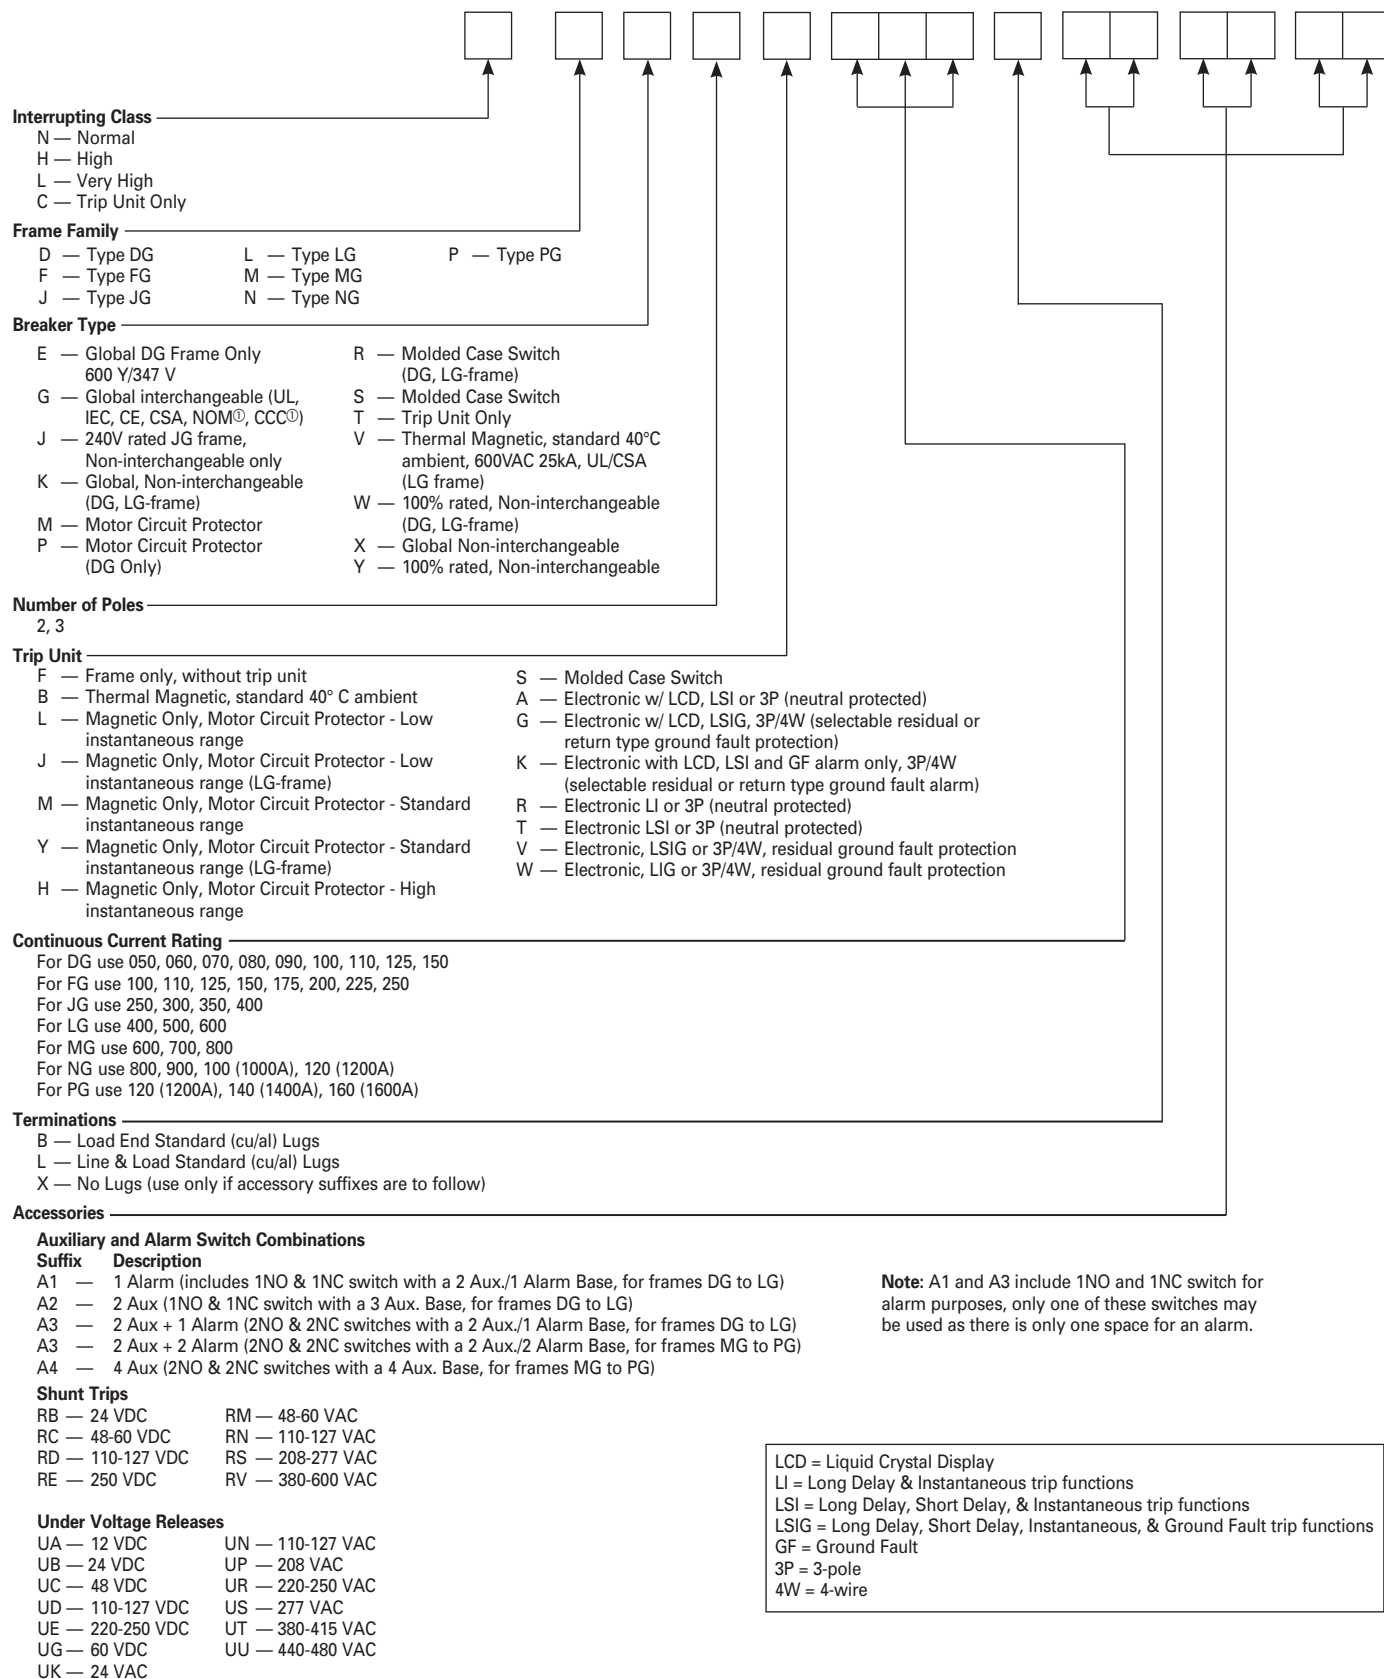 Interrupting Class
N — Normal
H — High
L — Very High
C — Trip Unit Only
Frame Family
D — Type DG
F — Type FG
J — Type JG
L — Type LG
M — Type MG
N — Type NG
P — Type PG
Breaker Type
E — Global DG Frame Only
600 Y/347 V
G — Global interchangeable (UL,
IEC, CE, CSA, NOM①, CCC①)
J — 240V rated JG frame,
Non-interchangeable only
K — Global, Non-interchangeable
(DG, LG-frame)
M — Motor Circuit Protector
P — Motor Circuit Protector
(DG Only)
R — Molded Case Switch
(DG, LG-frame)
S — Molded Case Switch
T — Trip Unit Only
V — Thermal Magnetic, standard 40°C
ambient, 600VAC 25kA, UL/CSA
(LG frame)
W — 100% rated, Non-interchangeable
(DG, LG-frame)
X — Global Non-interchangeable
Y — 100% rated, Non-interchangeable
Number of Poles
2, 3
Trip Unit
F — Frame only, without trip unit
B — Thermal Magnetic, standard 40° C ambient
L — Magnetic Only, Motor Circuit Protector - Low
instantaneous range
J — Magnetic Only, Motor Circuit Protector - Low
instantaneous range (LG-frame)
M — Magnetic Only, Motor Circuit Protector - Standard
instantaneous range
Y — Magnetic Only, Motor Circuit Protector - Standard
instantaneous range (LG-frame)
H — Magnetic Only, Motor Circuit Protector - High
instantaneous range
S — Molded Case Switch
A — Electronic w/ LCD, LSI or 3P (neutral protected)
G — Electronic w/ LCD, LSIG, 3P/4W (selectable residual or
return type ground fault protection)
K — Electronic with LCD, LSI and GF alarm only, 3P/4W
(selectable residual or return type ground fault alarm)
R — Electronic LI or 3P (neutral protected)
T — Electronic LSI or 3P (neutral protected)
V — Electronic, LSIG or 3P/4W, residual ground fault protection
W — Electronic, LIG or 3P/4W, residual ground fault protection
Continuous Current Rating
For DG use 050, 060, 070, 080, 090, 100, 110, 125, 150
For FG use 100, 110, 125, 150, 175, 200, 225, 250
For JG use 250, 300, 350, 400
For LG use 400, 500, 600
For MG use 600, 700, 800
For NG use 800, 900, 100 (1000A), 120 (1200A)
For PG use 120 (1200A), 140 (1400A), 160 (1600A)
Terminations
B — Load End Standard (cu/al) Lugs
L — Line & Load Standard (cu/al) Lugs
X — No Lugs (use only if accessory suffixes are to follow)
Accessories
Auxiliary and Alarm Switch Combinations
Suffix Description
A1 — 1 Alarm (includes 1NO & 1NC switch with a 2 Aux./1 Alarm Base, for frames DG to LG)
A2 — 2 Aux (1NO & 1NC switch with a 3 Aux. Base, for frames DG to LG)
A3 — 2 Aux + 1 Alarm (2NO & 2NC switches with a 2 Aux./1 Alarm Base, for frames DG to LG)
A3 — 2 Aux + 2 Alarm (2NO & 2NC switches with a 2 Aux./2 Alarm Base, for frames MG to PG)
A4 — 4 Aux (2NO & 2NC switches with a 4 Aux. Base, for frames MG to PG)
Note: A1 and A3 include 1NO and 1NC switch for
alarm purposes, only one of these switches may
be used as there is only one space for an alarm.
Shunt Trips
RB — 24 VDC
RC — 48-60 VDC
RD — 110-127 VDC
RE — 250 VDC
RM — 48-60 VAC
RN — 110-127 VAC
RS — 208-277 VAC
RV — 380-600 VAC
Under Voltage Releases
UA — 12 VDC
UB — 24 VDC
UC — 48 VDC
UD — 110-127 VDC
UE — 220-250 VDC
UG — 60 VDC
UK — 24 VAC
UN — 110-127 VAC
UP — 208 VAC
UR — 220-250 VAC
US — 277 VAC
UT — 380-415 VAC
UU — 440-480 VAC
LCD = Liquid Crystal Display
LI = Long Delay & Instantaneous trip functions
LSI = Long Delay, Short Delay, & Instantaneous trip functions
LSIG = Long Delay, Short Delay, Instantaneous, & Ground Fault trip functions
GF = Ground Fault
3P = 3-pole
4W = 4-wire